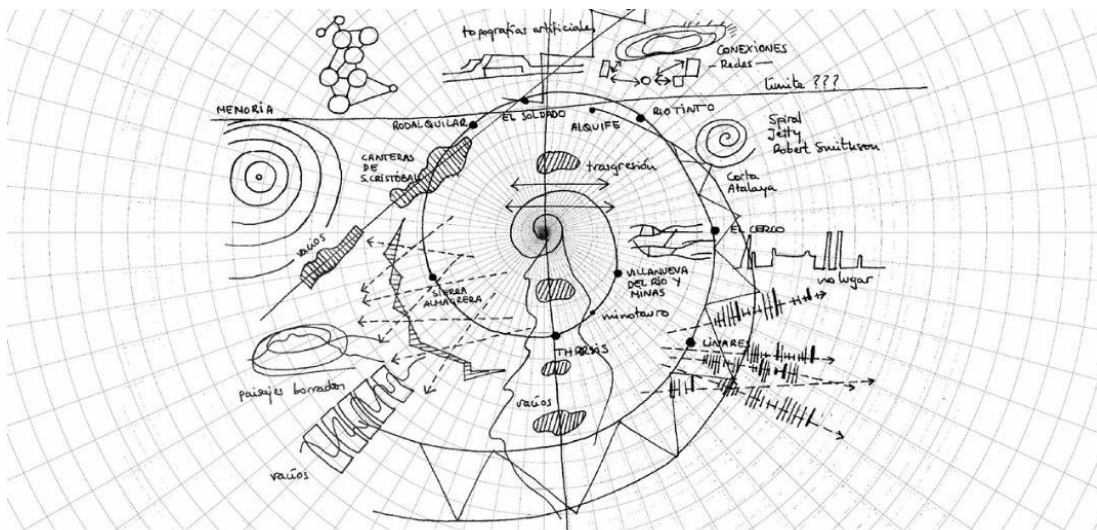 topografías artificiales
CONEXIONES
- Redes -
límite ???
MEMORIA
EL SOLDADO
RODALQUILAR
ALQUIFE
RIOTINTO
Spiral
Jetty
Robert Smithson
CANTERAS
DE
S.CRISTOBAL
trasgresión
Corta
Atalaya
EL CERCO
vacíos
no lugar
SIERRA
ALMAGRERA
VILLANUEVA
DEL RÍO Y
MINAS
minotauro
THARSIS
LINARES
paisajes borrados
vacíos
vacíos